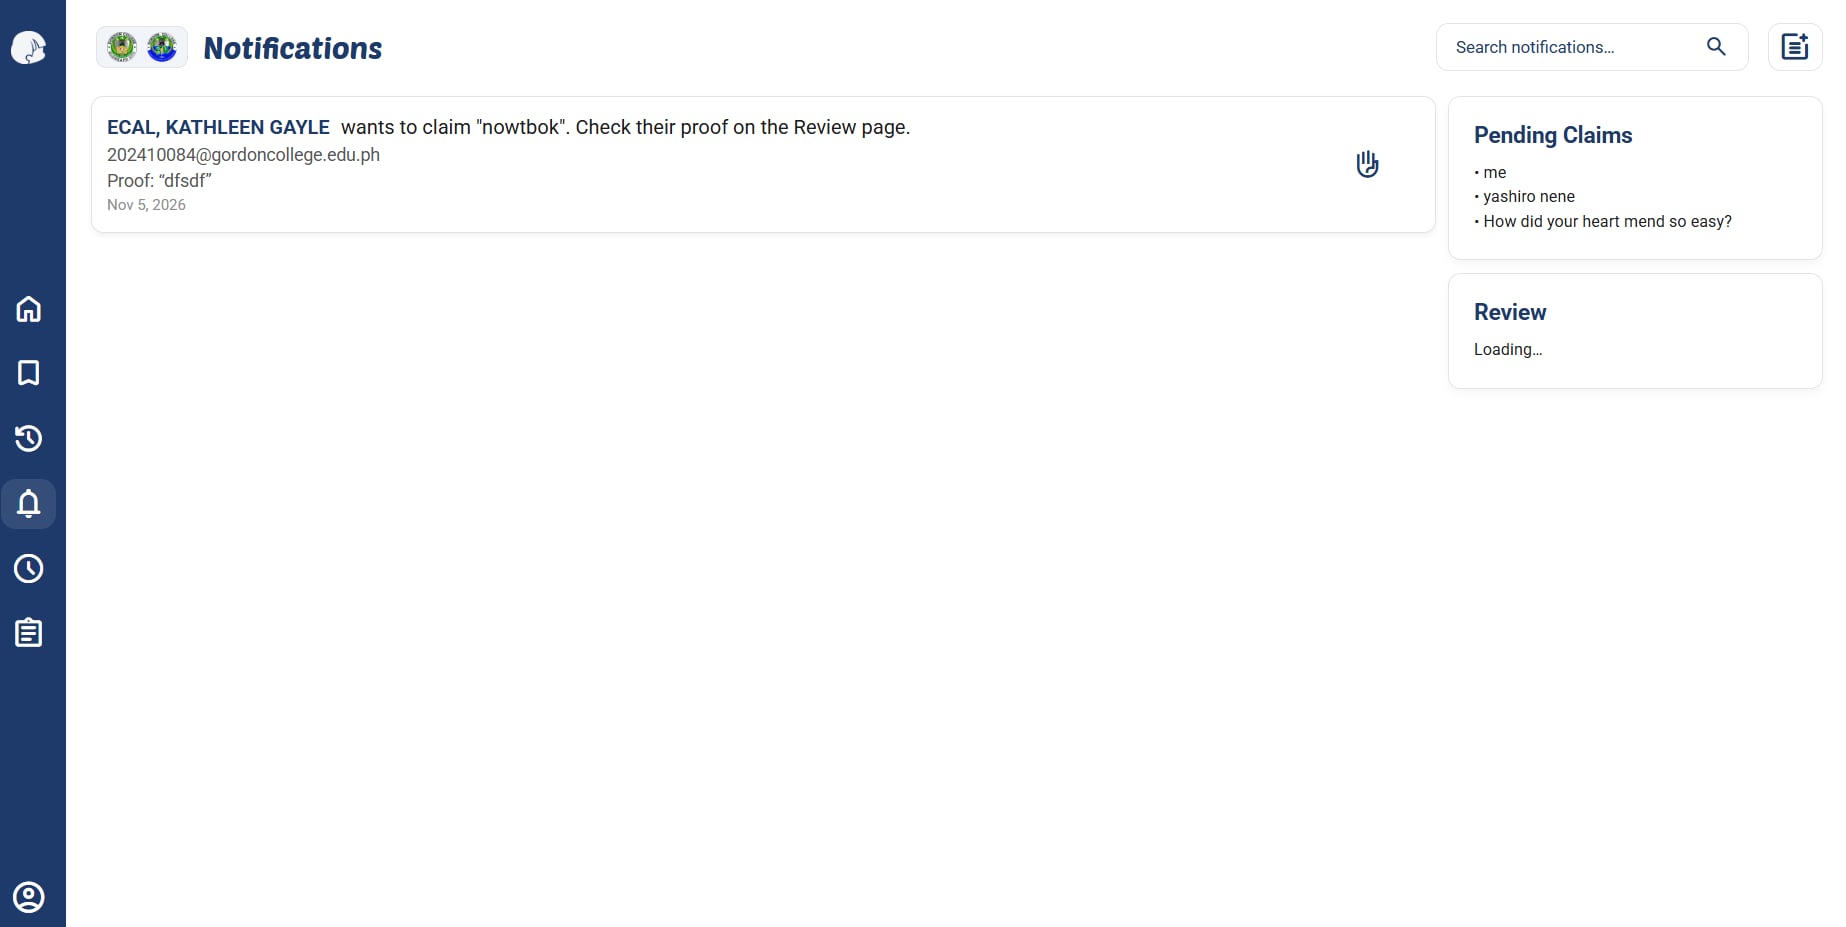 Notifications
Search notifications...
ECAL, KATHLEEN GAYLE wants to claim "nowtbok". Check their proof on the Review page.
202410084@gordoncollege.edu.ph
Proof: “dfsdf”
Nov 5, 2026
Pending Claims
• me
• yashiro nene
• How did your heart mend so easy?
Review
Loading...